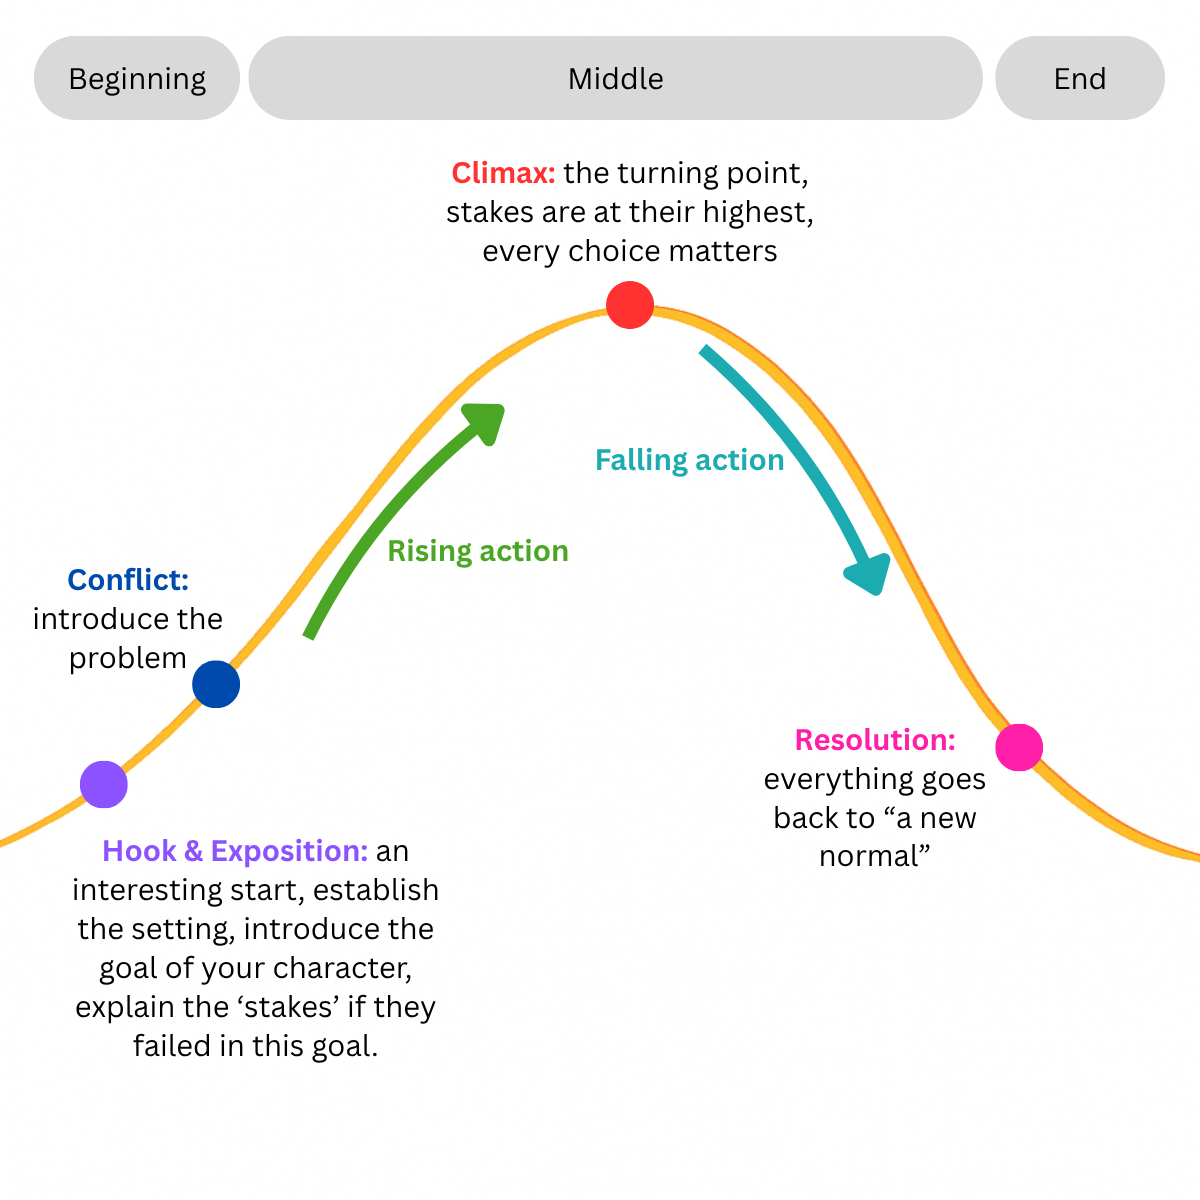 Beginning
Middle
End
Climax: the turning point,
stakes are at their highest,
every choice matters
Falling action
Rising action
Conflict:
introduce the
problem
Resolution:
everything goes
back to “a new
normal”
Hook & Exposition: an
interesting start, establish
the setting, introduce the
goal of your character,
explain the ‘stakes’ if they
failed in this goal.